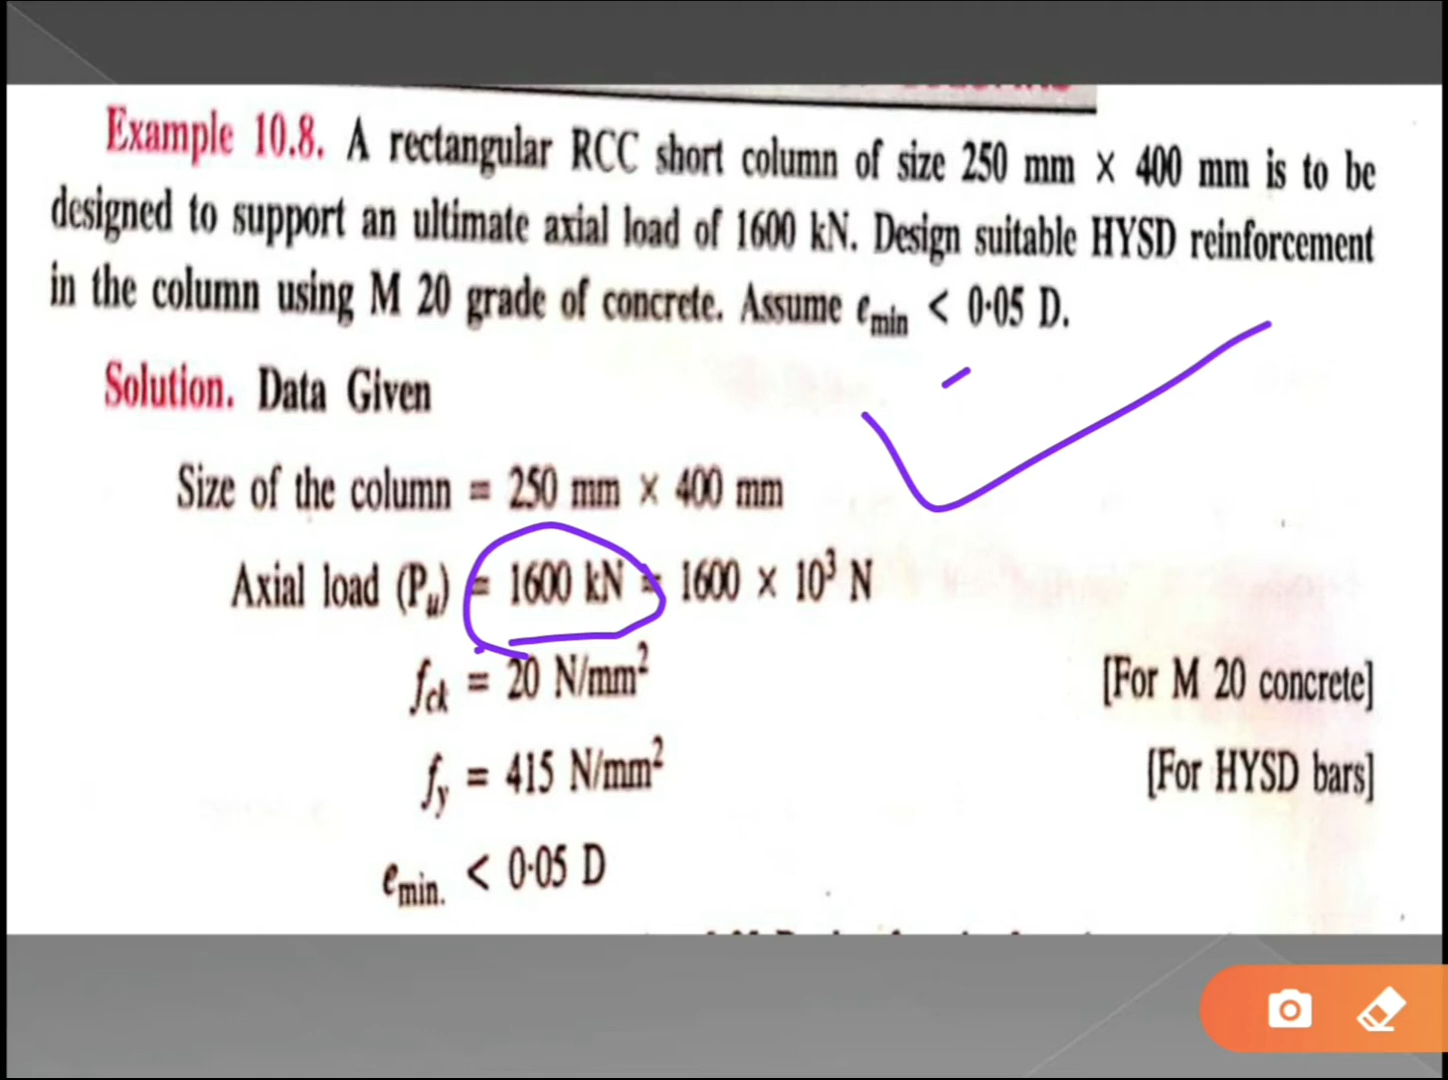 Example 10.8. A rectangular RCC short column of size 250 mm × 400 mm is to be
designed to support an ultimate axial load of 1600 kN. Design suitable HYSD reinforcement
in the column using M 20 grade of concrete. Assume e_min < 0·05 D.
Solution. Data Given
Size of the column = 250 mm × 400 mm
Axial load (P_u) = 1600 kN = 1600 × 10³ N
f_ck = 20 N/mm² [For M 20 concrete]
f_y = 415 N/mm² [For HYSD bars]
e_min. < 0·05 D